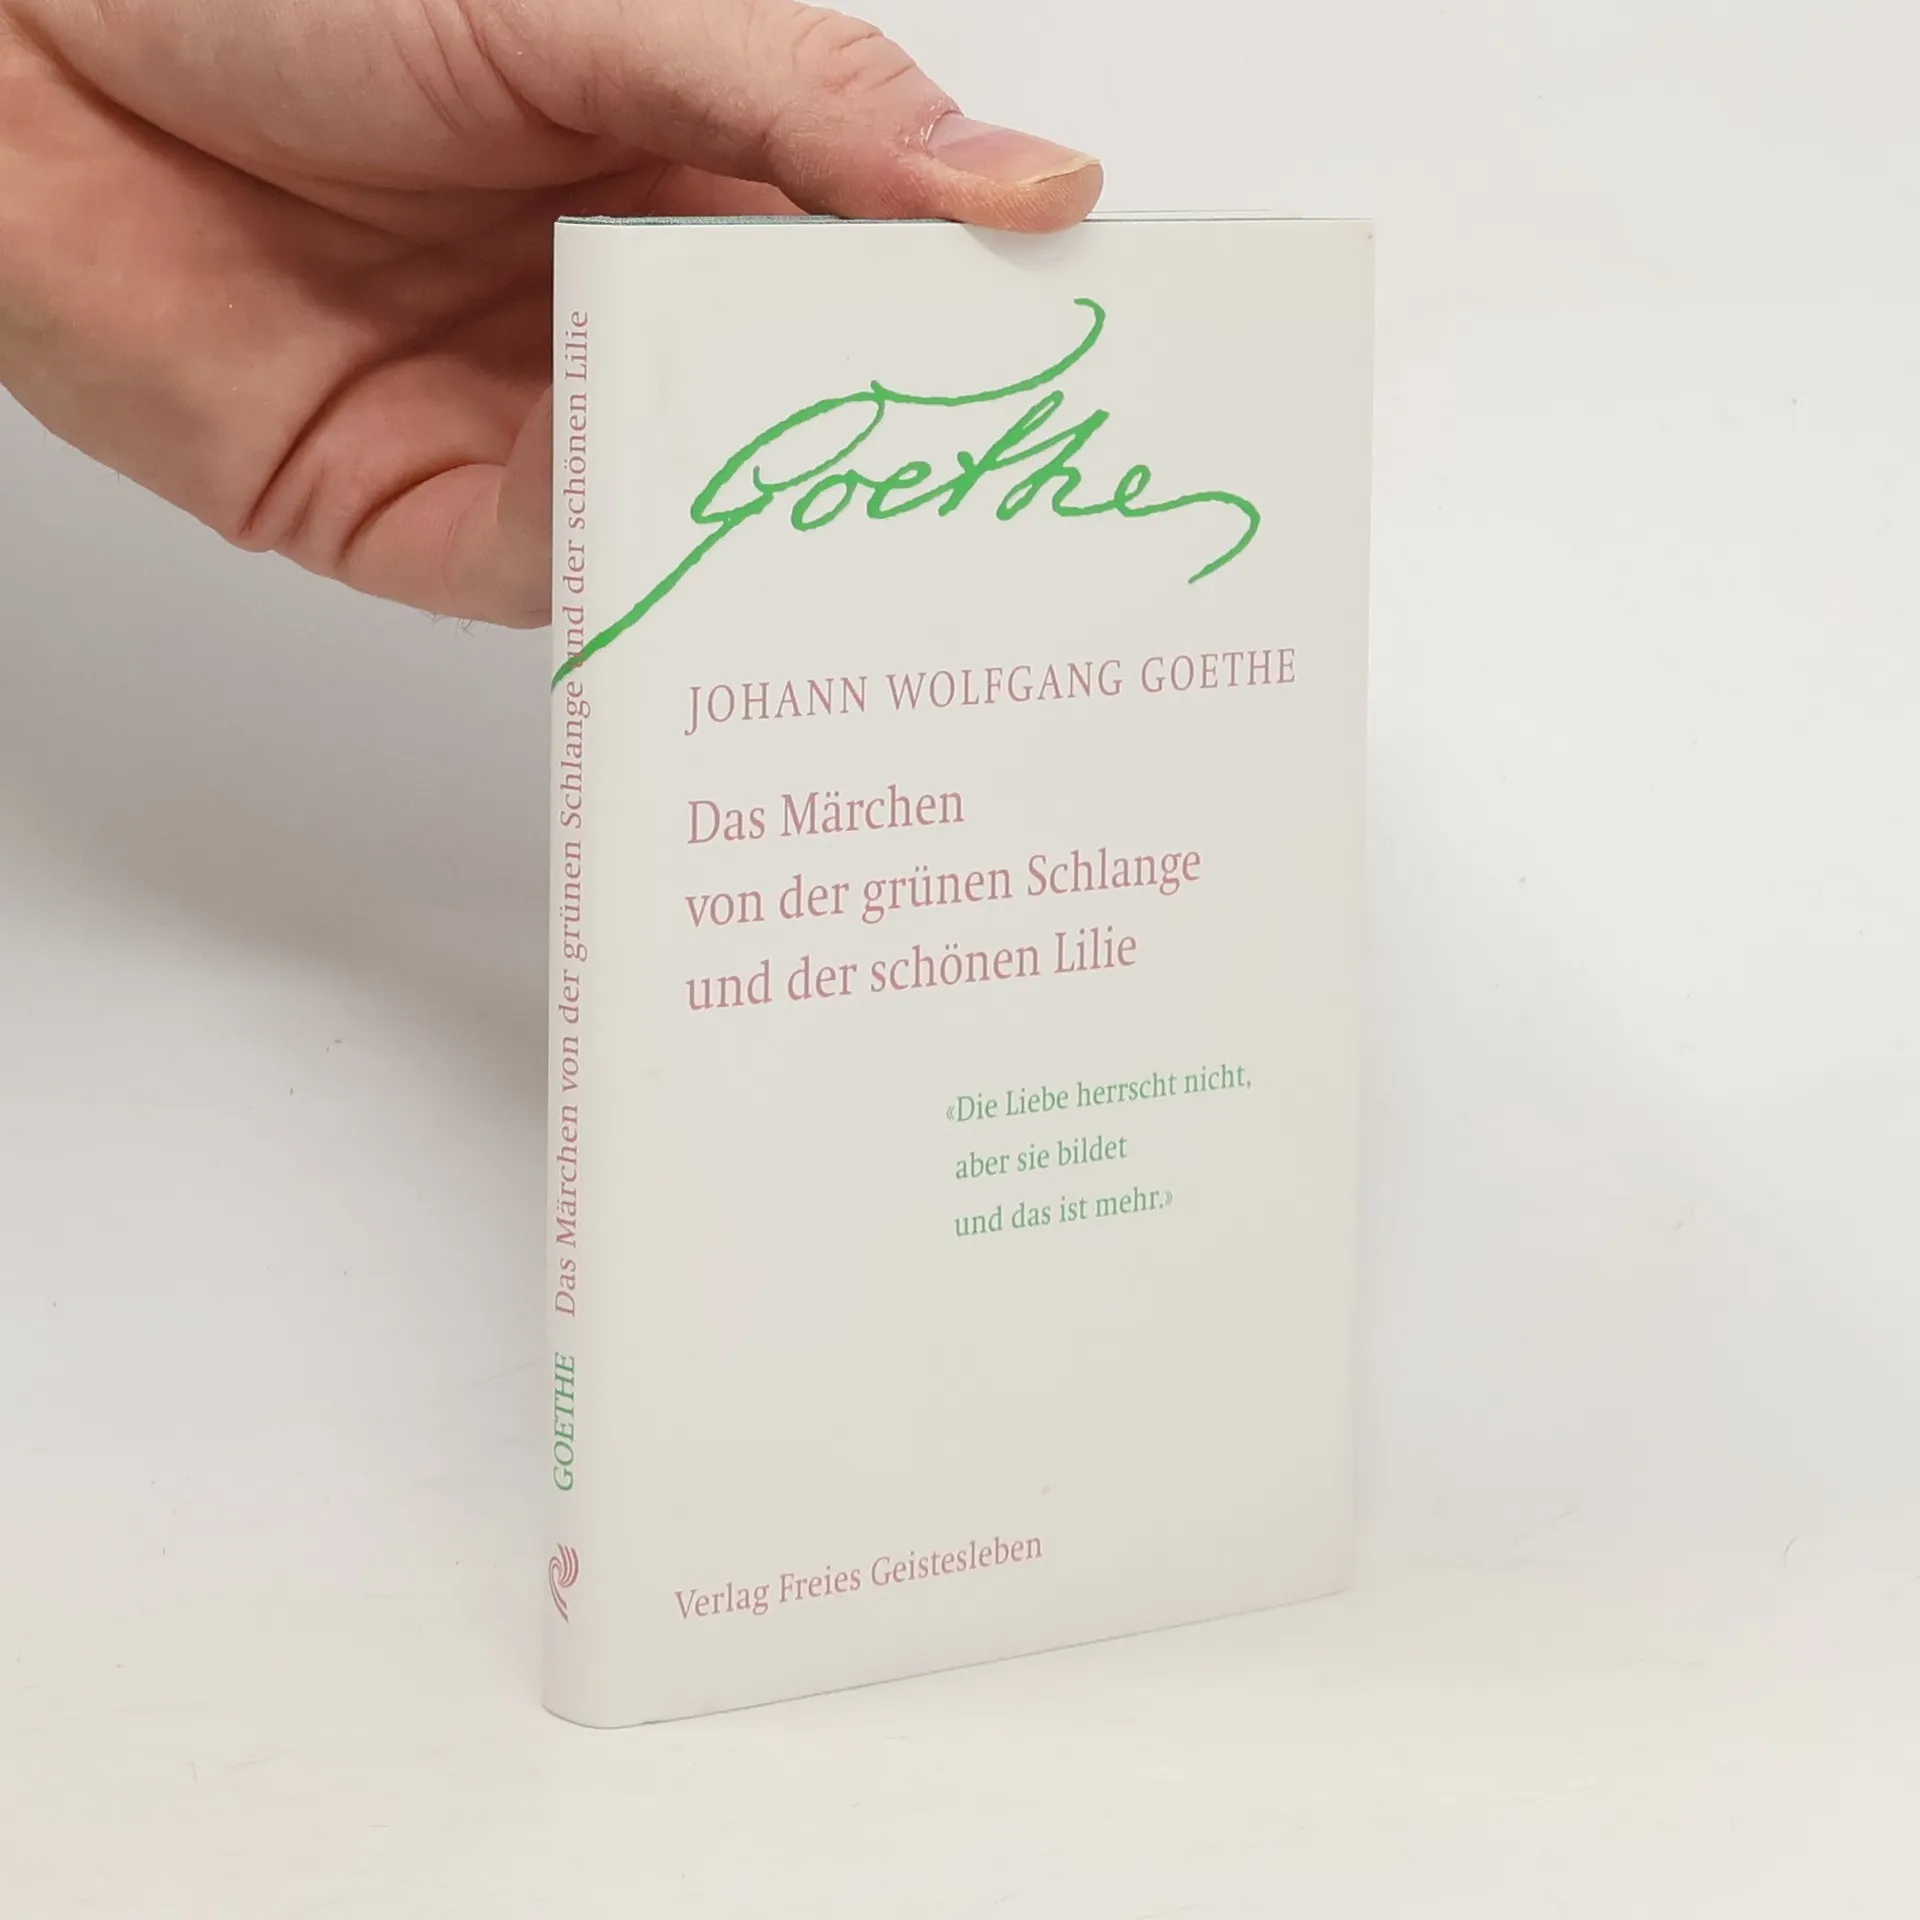 Goethe
JOHANN WOLFGANG GOETHE
Das Märchen
von der grünen Schlange
und der schönen Lilie
«Die Liebe herrscht nicht,
aber sie bildet
und das ist mehr.»
Verlag Freies Geistesleben
GOETHE Das Märchen von der grünen Schlange und der schönen Lilie